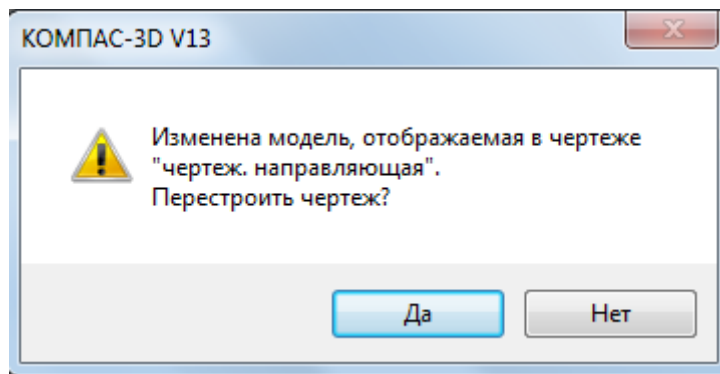 КОМПАС-3D V13
Изменена модель, отображаемая в чертеже
"чертеж. направляющая".
Перестроить чертеж?
Да
Нет